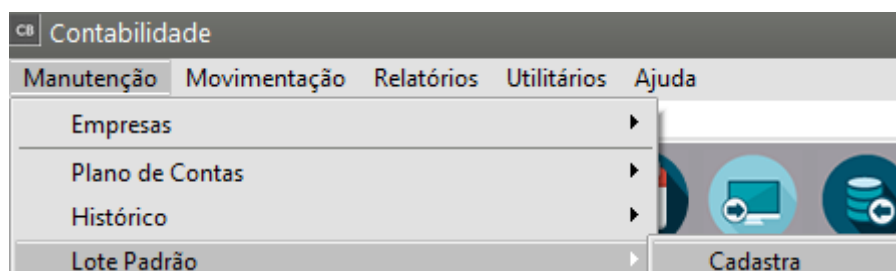 CB Contabilidade
Manutenção Movimentação Relatórios Utilitários Ajuda
Empresas
Plano de Contas
Histórico
Lote Padrão Cadastra